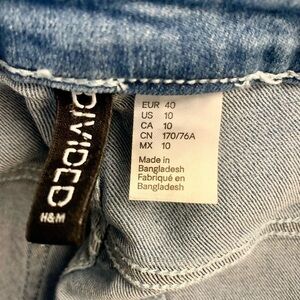 DIVIDED
H&M
EUR 40
US 10
CA 10
CN 170/76A
MX 10
Made in
Bangladesh
Fabriqué en
Bangladesh